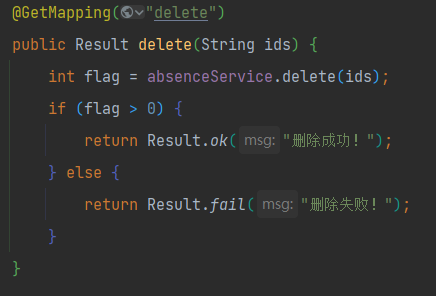 @GetMapping("delete")
public Result delete(String ids) {
int flag = absenceService.delete(ids);
if (flag > 0) {
return Result.ok( msg: "删除成功！");
} else {
return Result.fail( msg: "删除失败！");
}
}